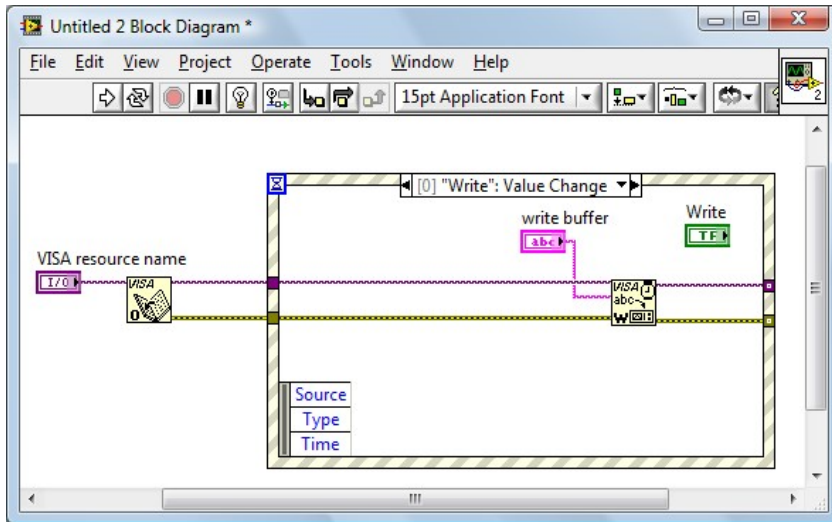 Untitled 2 Block Diagram *
File Edit View Project Operate Tools Window Help
15pt Application Font
2
[0] "Write": Value Change
write buffer
Write
abc
TF
VISA resource name
I/O
VISA
VISA
abc
W
Source
Type
Time